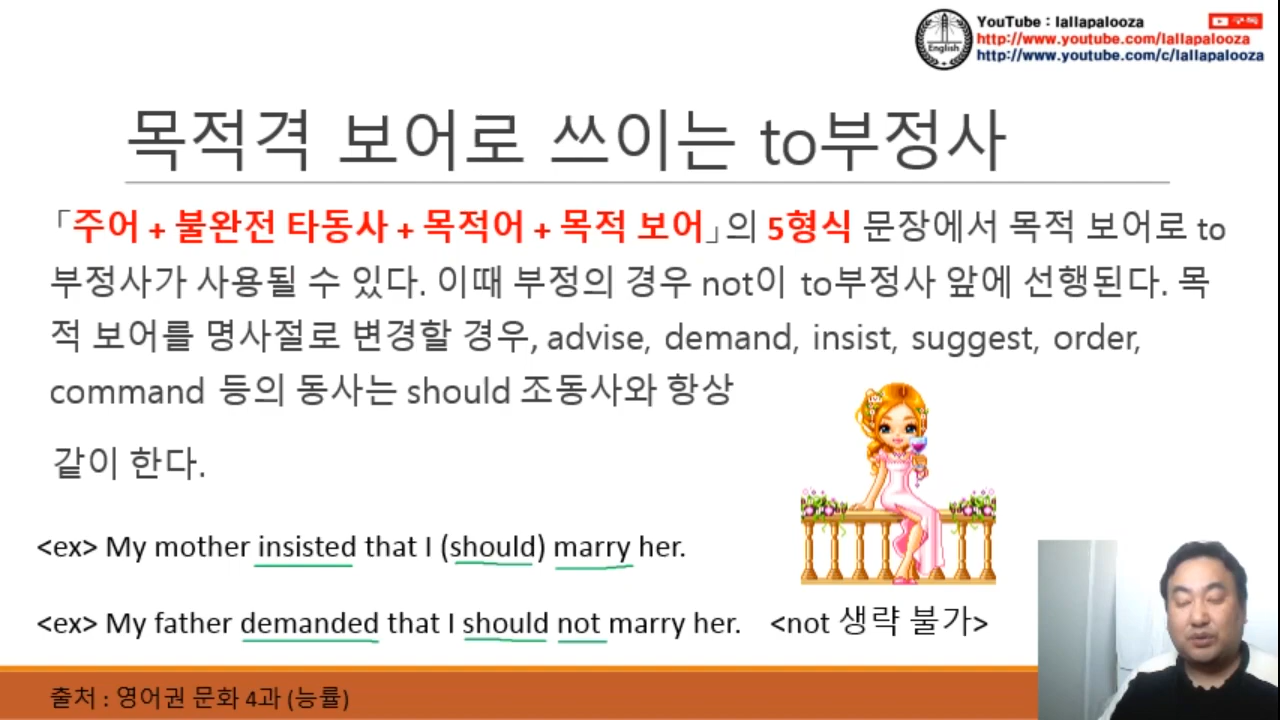 YouTube : lallapalooza
구독
http://www.youtube.com/lallapalooza
http://www.youtube.com/c/lallapalooza
English
목적격 보어로 쓰이는 to부정사
「주어 + 불완전 타동사 + 목적어 + 목적 보어」의 5형식 문장에서 목적 보어로 to
부정사가 사용될 수 있다. 이때 부정의 경우 not이 to부정사 앞에 선행된다. 목
적 보어를 명사절로 변경할 경우, advise, demand, insist, suggest, order,
command 등의 동사는 should 조동사와 항상
같이 한다.
<ex> My mother insisted that I (should) marry her.
<ex> My father demanded that I should not marry her. <not 생략 불가>
출처 : 영어권 문화 4과 (능률)